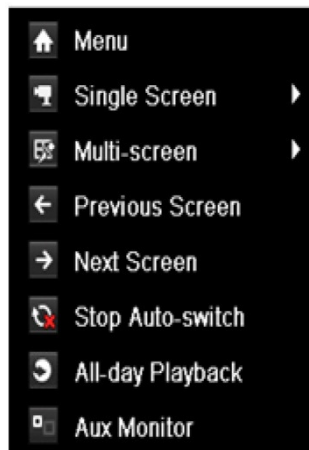 Menu
Single Screen
Multi-screen
Previous Screen
Next Screen
Stop Auto-switch
All-day Playback
Aux Monitor